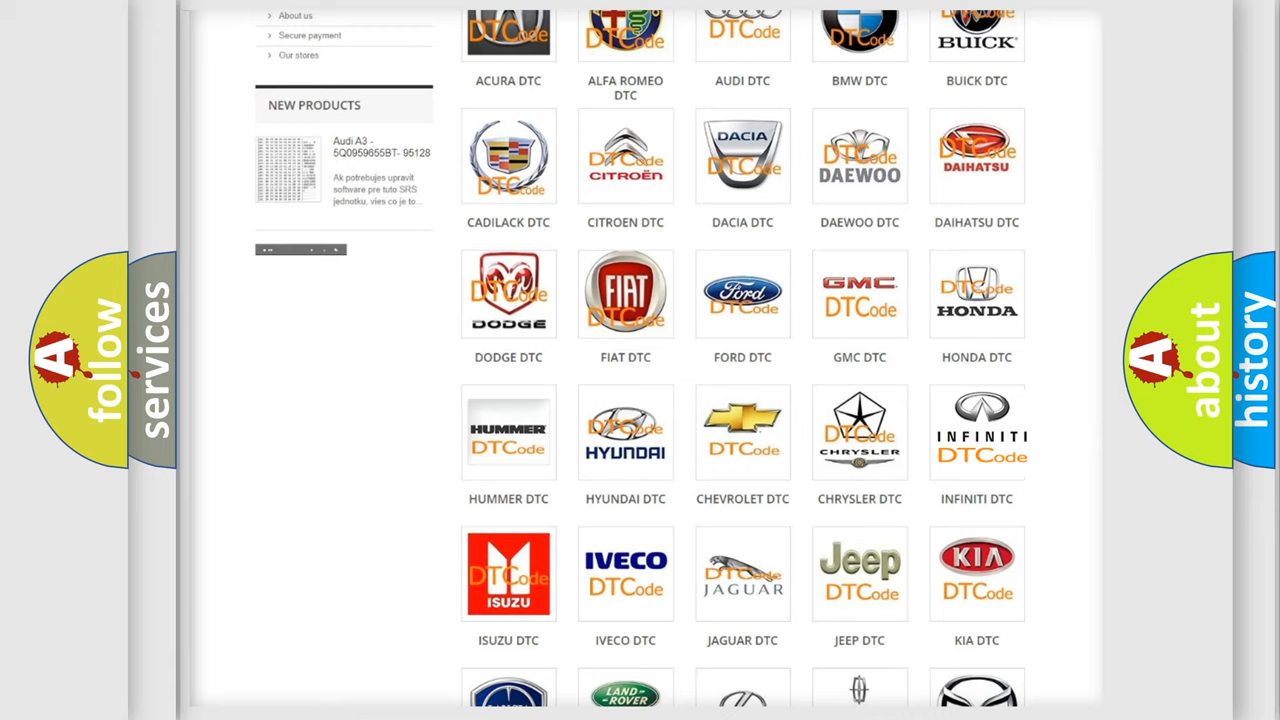 About us
Secure payment
Our stores
NEW PRODUCTS
Audi A3 -
5Q0959655BT- 95128
Ak potrebujes upravit
software pre tuto SRS
jednotku, vies co je to...
DTCode
DTCode
DTCode
DTCode
BUICK
ACURA DTC
ALFA ROMEO
DTC
AUDI DTC
BMW DTC
BUICK DTC
DTCode
DTCode
CITROËN
DACIA
DTCode
DTCode
DAEWOO
DTCode
DAIHATSU
CADILACK DTC
CITROEN DTC
DACIA DTC
DAEWOO DTC
DAIHATSU DTC
DTCode
DODGE
FIAT
DTCode
Ford
DTCode
GMC
DTCode
DTCode
HONDA
DODGE DTC
FIAT DTC
FORD DTC
GMC DTC
HONDA DTC
HUMMER
DTCode
DTCode
HYUNDAI
DTCode
DTCode
CHRYSLER
INFINITI
DTCode
HUMMER DTC
HYUNDAI DTC
CHEVROLET DTC
CHRYSLER DTC
INFINITI DTC
DTCode
ISUZU
IVECO
DTCode
DTCode
JAGUAR
Jeep
DTCode
KIA
DTCode
ISUZU DTC
IVECO DTC
JAGUAR DTC
JEEP DTC
KIA DTC
LAND-
ROVER
A follow
services
A about
history